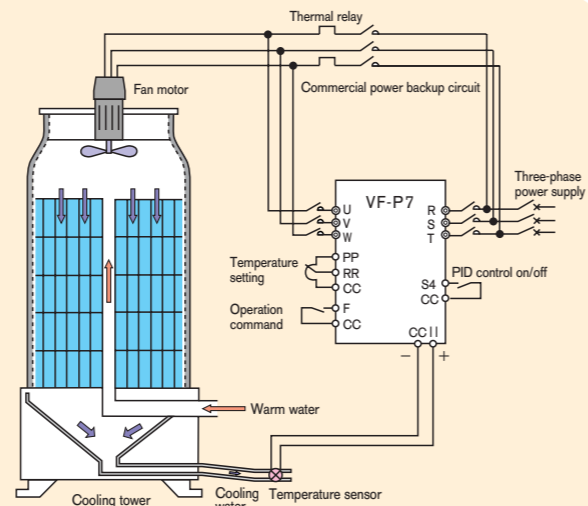 Thermal relay
Fan motor
Commercial power backup circuit
Three-phase
power supply
VF-P7
U
V
W
R
S
T
PP
RR
CC
Temperature
setting
F
CC
Operation
command
S4
CC
PID control on/off
CC II
− +
Warm water
Cooling tower
Cooling
water
Temperature sensor